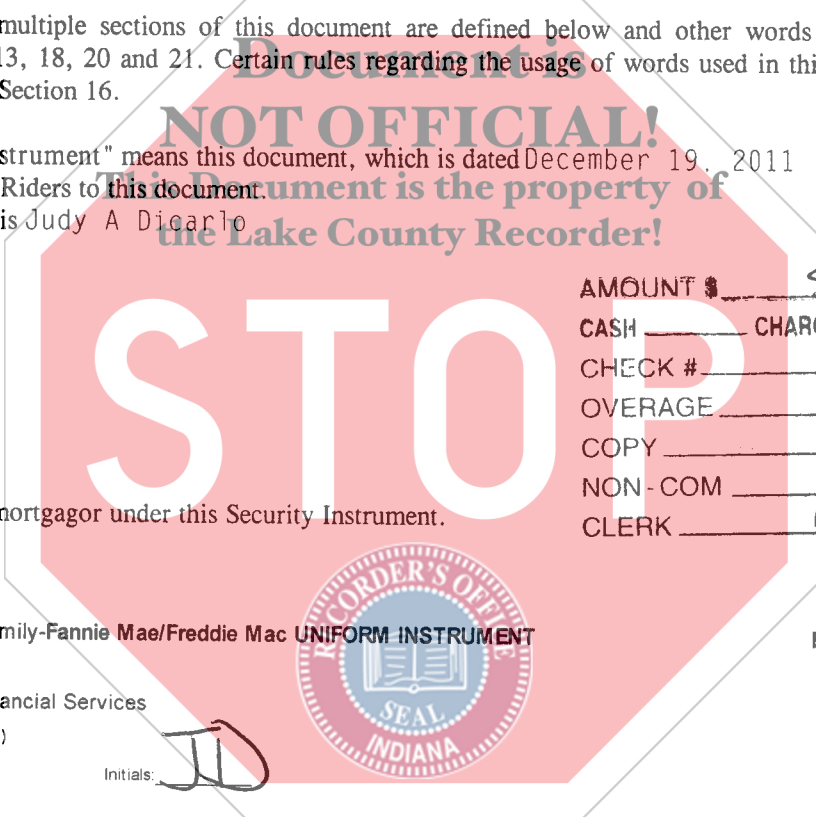 multiple sections of this document are defined below and other words
13, 18, 20 and 21. Certain rules regarding the usage of words used in thi
Section 16.
Document is
NOT OFFICIAL!
This Document is the property of
the Lake County Recorder!
strument" means this document, which is dated December 19, 2011
Riders to this document.
is Judy A Dicarlo
STOP
AMOUNT $
CASH CHARG
CHECK #
OVERAGE
COPY
NON-COM
CLERK
mortgagor under this Security Instrument.
RECORDER'S OFFICE
SEAL
INDIANA
mily-Fannie Mae/Freddie Mac UNIFORM INSTRUMENT
ancial Services
)
Initials: JD